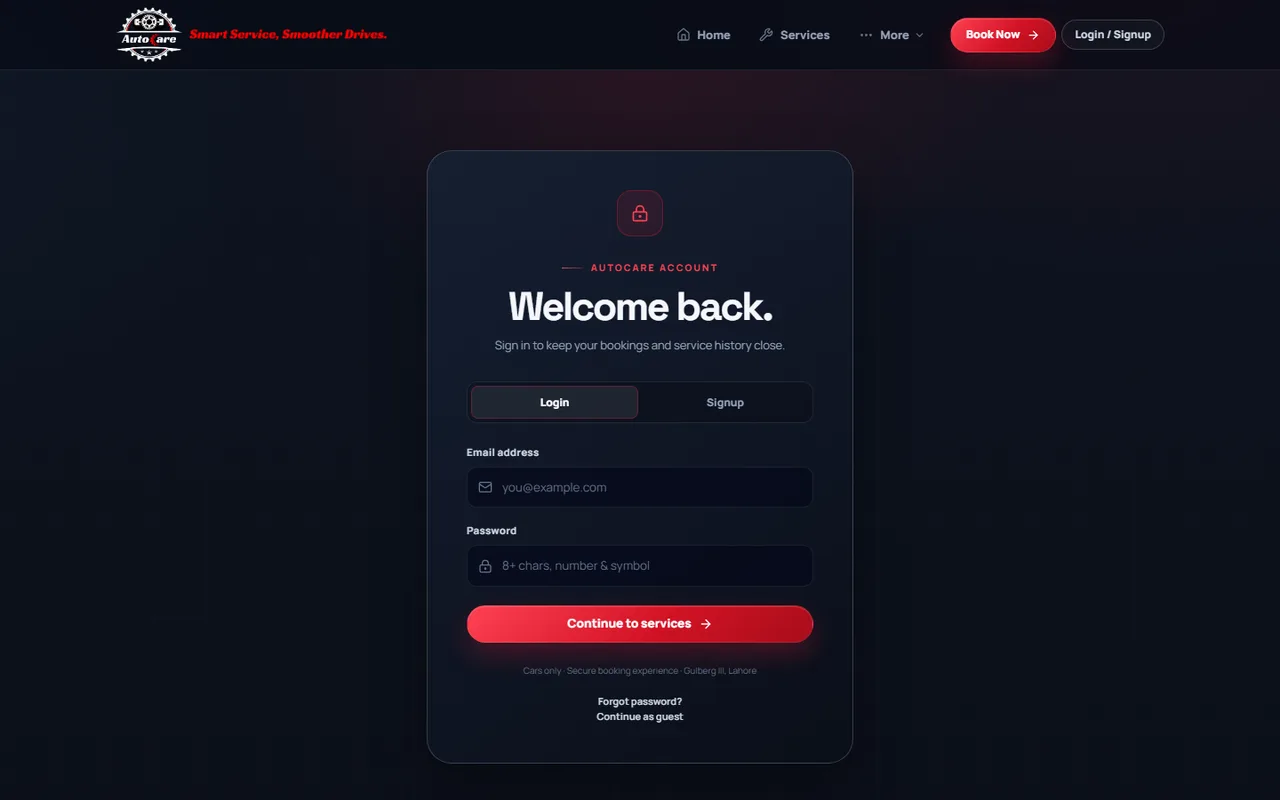 AutoCare
Smart Service, Smoother Drives.
Home
Services
More
Book Now
Login / Signup
AUTOCARE ACCOUNT
Welcome back.
Sign in to keep your bookings and service history close.
Login
Signup
Email address
you@example.com
Password
8+ chars, number & symbol
Continue to services
Cars only · Secure booking experience · Gulberg III, Lahore
Forgot password?
Continue as guest